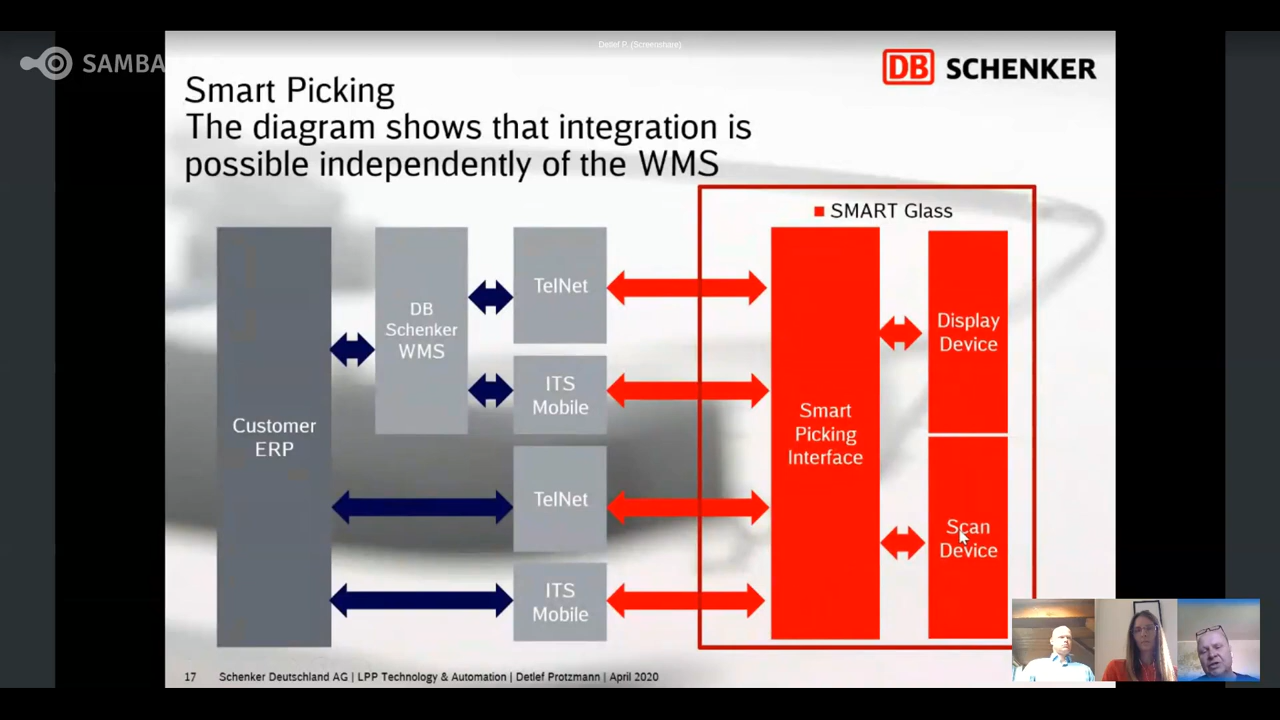 Detlef P. (Screenshare)
SAMBA
DB SCHENKER
Smart Picking
The diagram shows that integration is
possible independently of the WMS
SMART Glass
Customer
ERP
DB
Schenker
WMS
TelNet
ITS
Mobile
TelNet
ITS
Mobile
Smart
Picking
Interface
Display
Device
Scan
Device
17 Schenker Deutschland AG | LPP Technology & Automation | Detlef Protzmann | April 2020